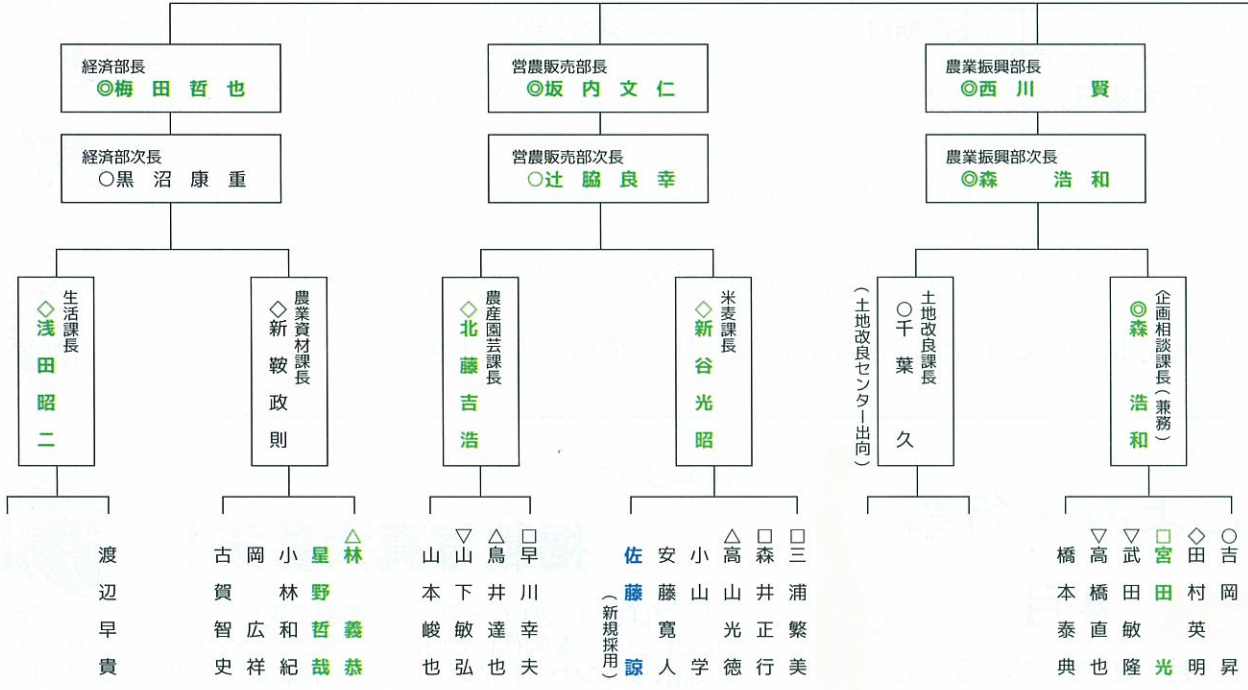 経済部長
◎梅田哲也
経済部次長
○黒沼康重
生活課長
◇浅田昭二
渡辺早貴
農業資材課長
◇新鞍政則
△林義恭
星野哲哉
小林和紀
岡広祥
古賀智史
営農販売部長
◎坂内文仁
営農販売部次長
○辻脇良幸
農産園芸課長
◇北藤吉浩
□早川幸夫
△鳥井達也
▽山下敏弘
山本峻也
米麦課長
◇新谷光昭
□三浦繁美
□森井正行
△高山光徳
小山学
安藤寛人
佐藤諒
(新規採用)
農業振興部長
◎西川賢
農業振興部次長
◎森浩和
土地改良課長
○千葉久
(土地改良センター出向)
企画相談課長(兼務)
◎森浩和
○吉岡昇
◇田村英明
□宮田光
▽武田敏隆
▽高橋直也
橋本泰典